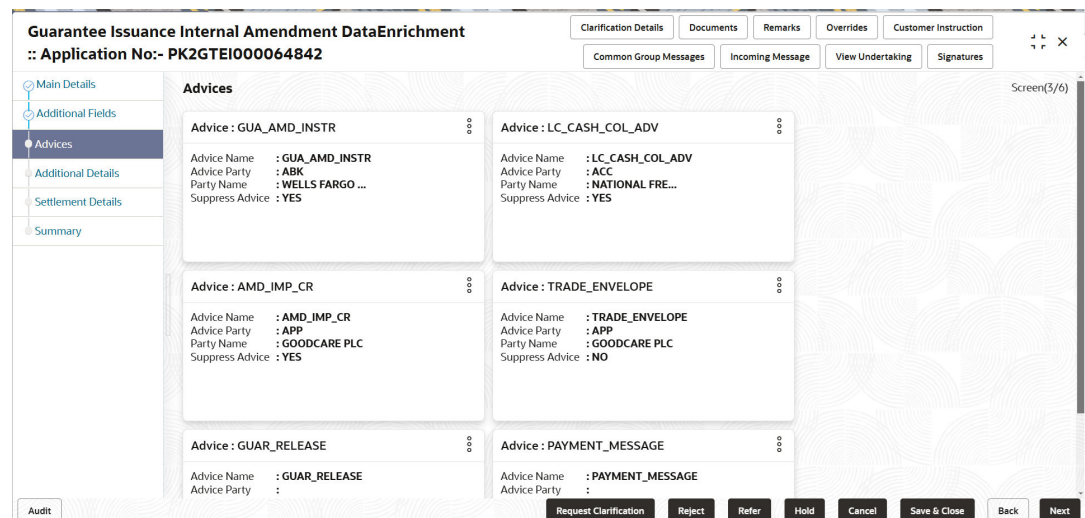 Guarantee Issuance Internal Amendment DataEnrichment
:: Application No:- PK2GTEI000064842
Clarification Details
Documents
Remarks
Overrides
Customer Instruction
Common Group Messages
Incoming Message
View Undertaking
Signatures
Main Details
Additional Fields
Advices
Additional Details
Settlement Details
Summary
Advices
Screen(3/6)
Advice : GUA_AMD_INSTR
Advice Name : GUA_AMD_INSTR
Advice Party : ABK
Party Name : WELLS FARGO ...
Suppress Advice : YES
Advice : LC_CASH_COL_ADV
Advice Name : LC_CASH_COL_ADV
Advice Party : ACC
Party Name : NATIONAL FRE...
Suppress Advice : YES
Advice : AMD_IMP_CR
Advice Name : AMD_IMP_CR
Advice Party : APP
Party Name : GOODCARE PLC
Suppress Advice : YES
Advice : TRADE_ENVELOPE
Advice Name : TRADE_ENVELOPE
Advice Party : APP
Party Name : GOODCARE PLC
Suppress Advice : NO
Advice : GUAR_RELEASE
Advice Name : GUAR_RELEASE
Advice Party :
Advice : PAYMENT_MESSAGE
Advice Name : PAYMENT_MESSAGE
Advice Party :
Audit
Request Clarification
Reject
Refer
Hold
Cancel
Save & Close
Back
Next